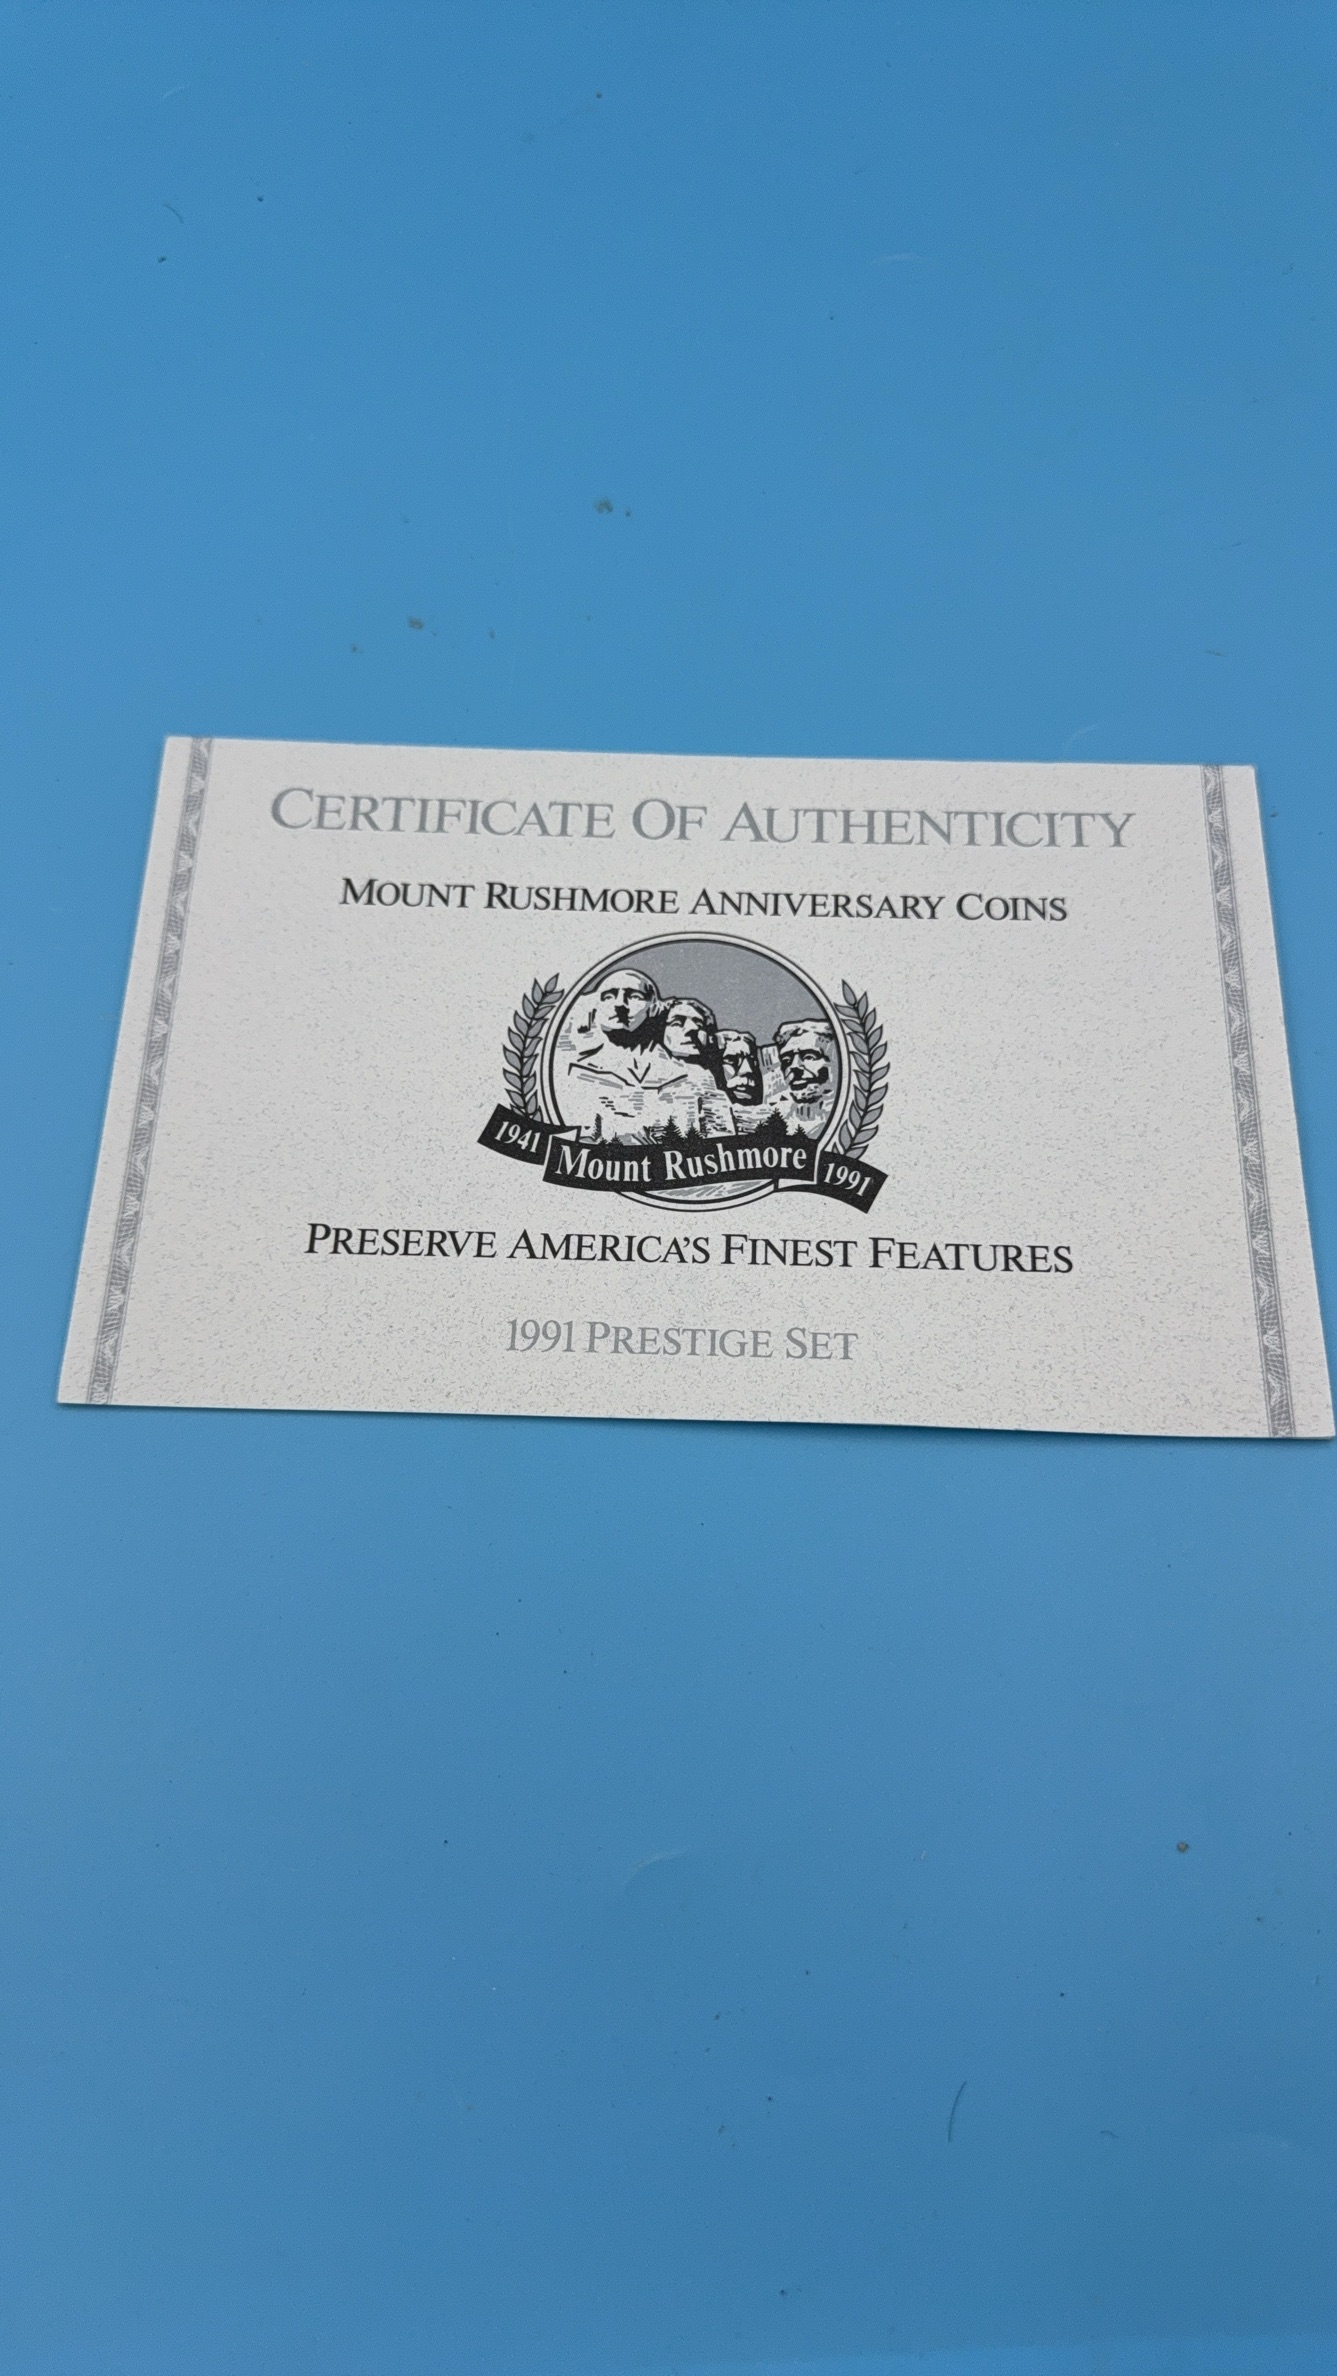 CERTIFICATE OF AUTHENTICITY
MOUNT RUSHMORE ANNIVERSARY COINS
1941 Mount Rushmore 1991
PRESERVE AMERICA'S FINEST FEATURES
1991 PRESTIGE SET